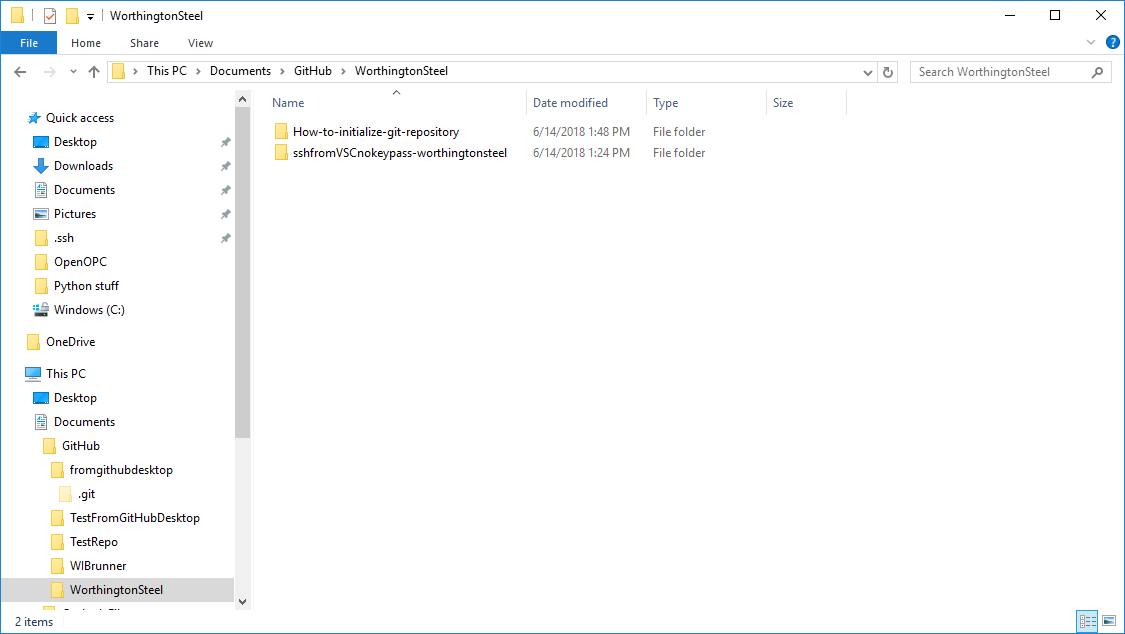 WorthingtonSteel
File Home Share View
This PC Documents GitHub WorthingtonSteel
Search WorthingtonSteel
Name Date modified Type Size
How-to-initialize-git-repository 6/14/2018 1:48 PM File folder
sshfromVSCnokeypass-worthingtonsteel 6/14/2018 1:24 PM File folder
Quick access
Desktop
Downloads
Documents
Pictures
.ssh
OpenOPC
Python stuff
Windows (C:)
OneDrive
This PC
Desktop
Documents
GitHub
fromgithubdesktop
.git
TestFromGitHubDesktop
TestRepo
WIBrunner
WorthingtonSteel
2 items